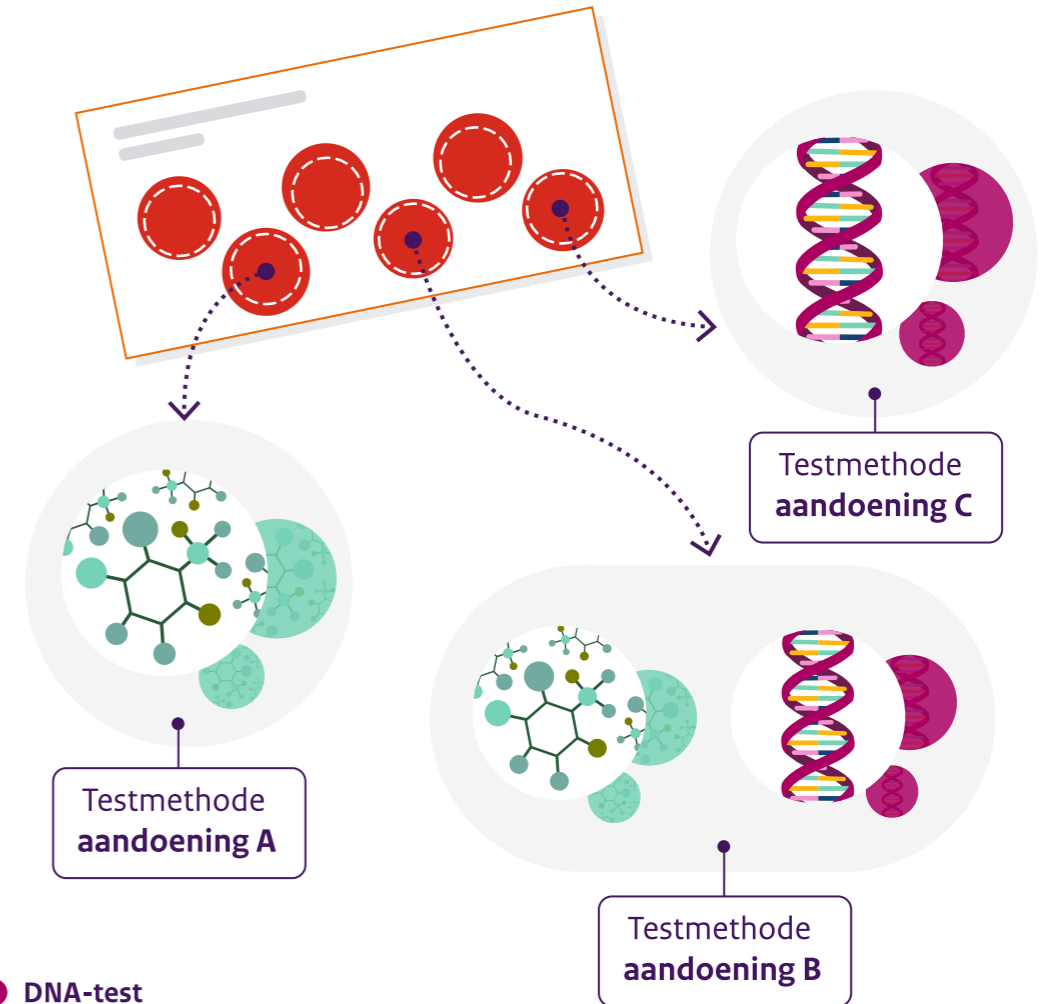 Testmethode
aandoening C
Testmethode
aandoening A
Testmethode
aandoening B
DNA-test